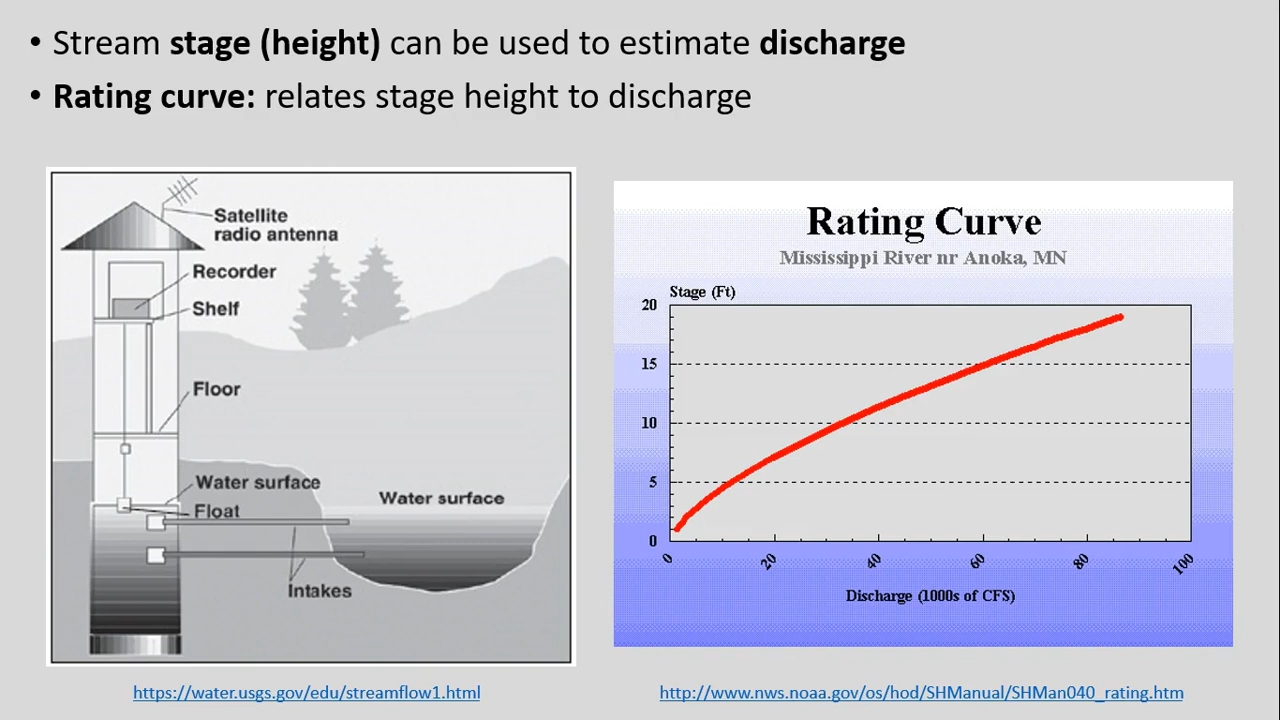 • Stream stage (height) can be used to estimate discharge
• Rating curve: relates stage height to discharge
Satellite
radio antenna
Recorder
Shelf
Floor
Water surface
Float
Water surface
Intakes
https://water.usgs.gov/edu/streamflow1.html
Rating Curve
Mississippi River nr Anoka, MN
Stage (Ft)
20
15
10
5
0
0 20 40 60 80 100
Discharge (1000s of CFS)
http://www.nws.noaa.gov/os/hod/SHManual/SHMan040_rating.htm